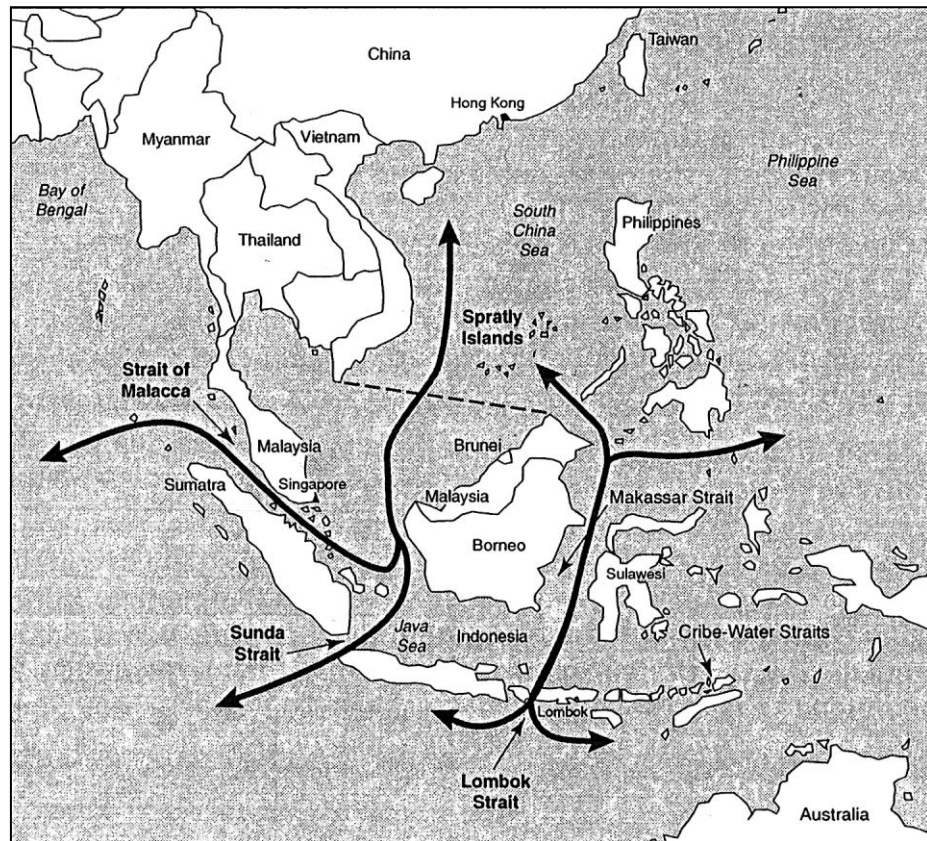 China
Taiwan
Hong Kong
Myanmar
Vietnam
Philippine
Sea
Bay of
Bengal
South
China
Sea
Philippines
Thailand
Spratly
Islands
Strait of
Malacca
Malaysia
Brunei
Sumatra
Singapore
Malaysia
Makassar Strait
Borneo
Sulawesi
Sunda
Strait
Java
Sea
Indonesia
Cribe-Water Straits
Lombok
Lombok
Strait
Australia